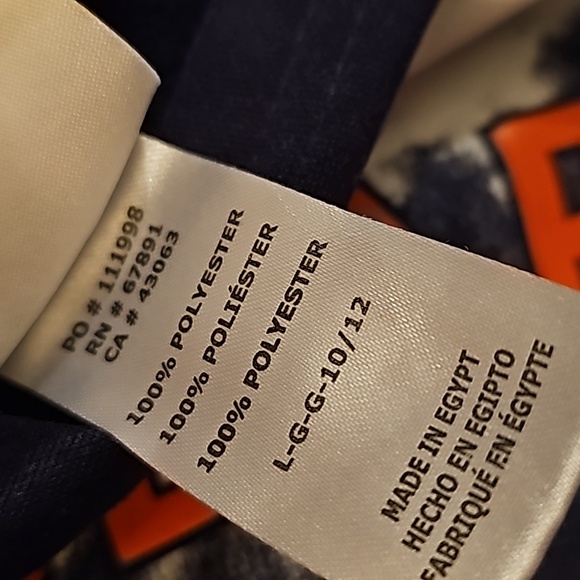 PO # 111998
RN # 67891
CA # 43063
100% POLYESTER
100% POLIÉSTER
100% POLYESTER
L-G-G-10/12
MADE IN EGYPT
HECHO EN EGIPTO
FABRIQUÉ EN ÉGYPTE